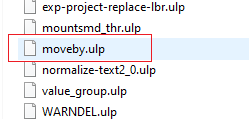 exp-project-replace-lbr.ulp
mountsmd_thr.ulp
moveby.ulp
normalize-text2_0.ulp
value_group.ulp
WARNDEL.ulp